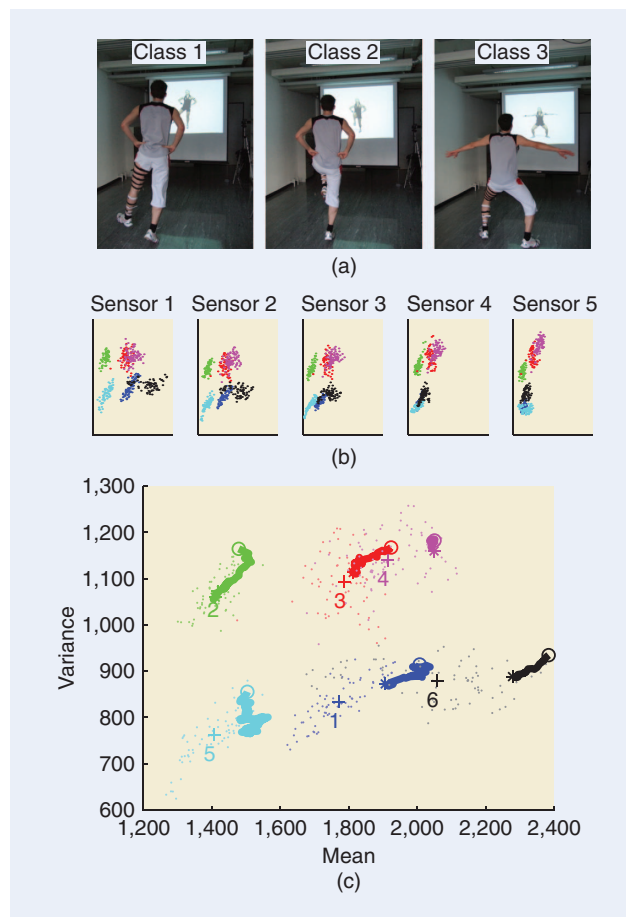 Class 1 Class 2 Class 3
(a)
Sensor 1 Sensor 2 Sensor 3 Sensor 4 Sensor 5
(b)
1,300
1,200
1,100
1,000
900
800
700
600
Variance
2
3
4
1
6
5
1,200 1,400 1,600 1,800 2,000 2,200 2,400
Mean
(c)